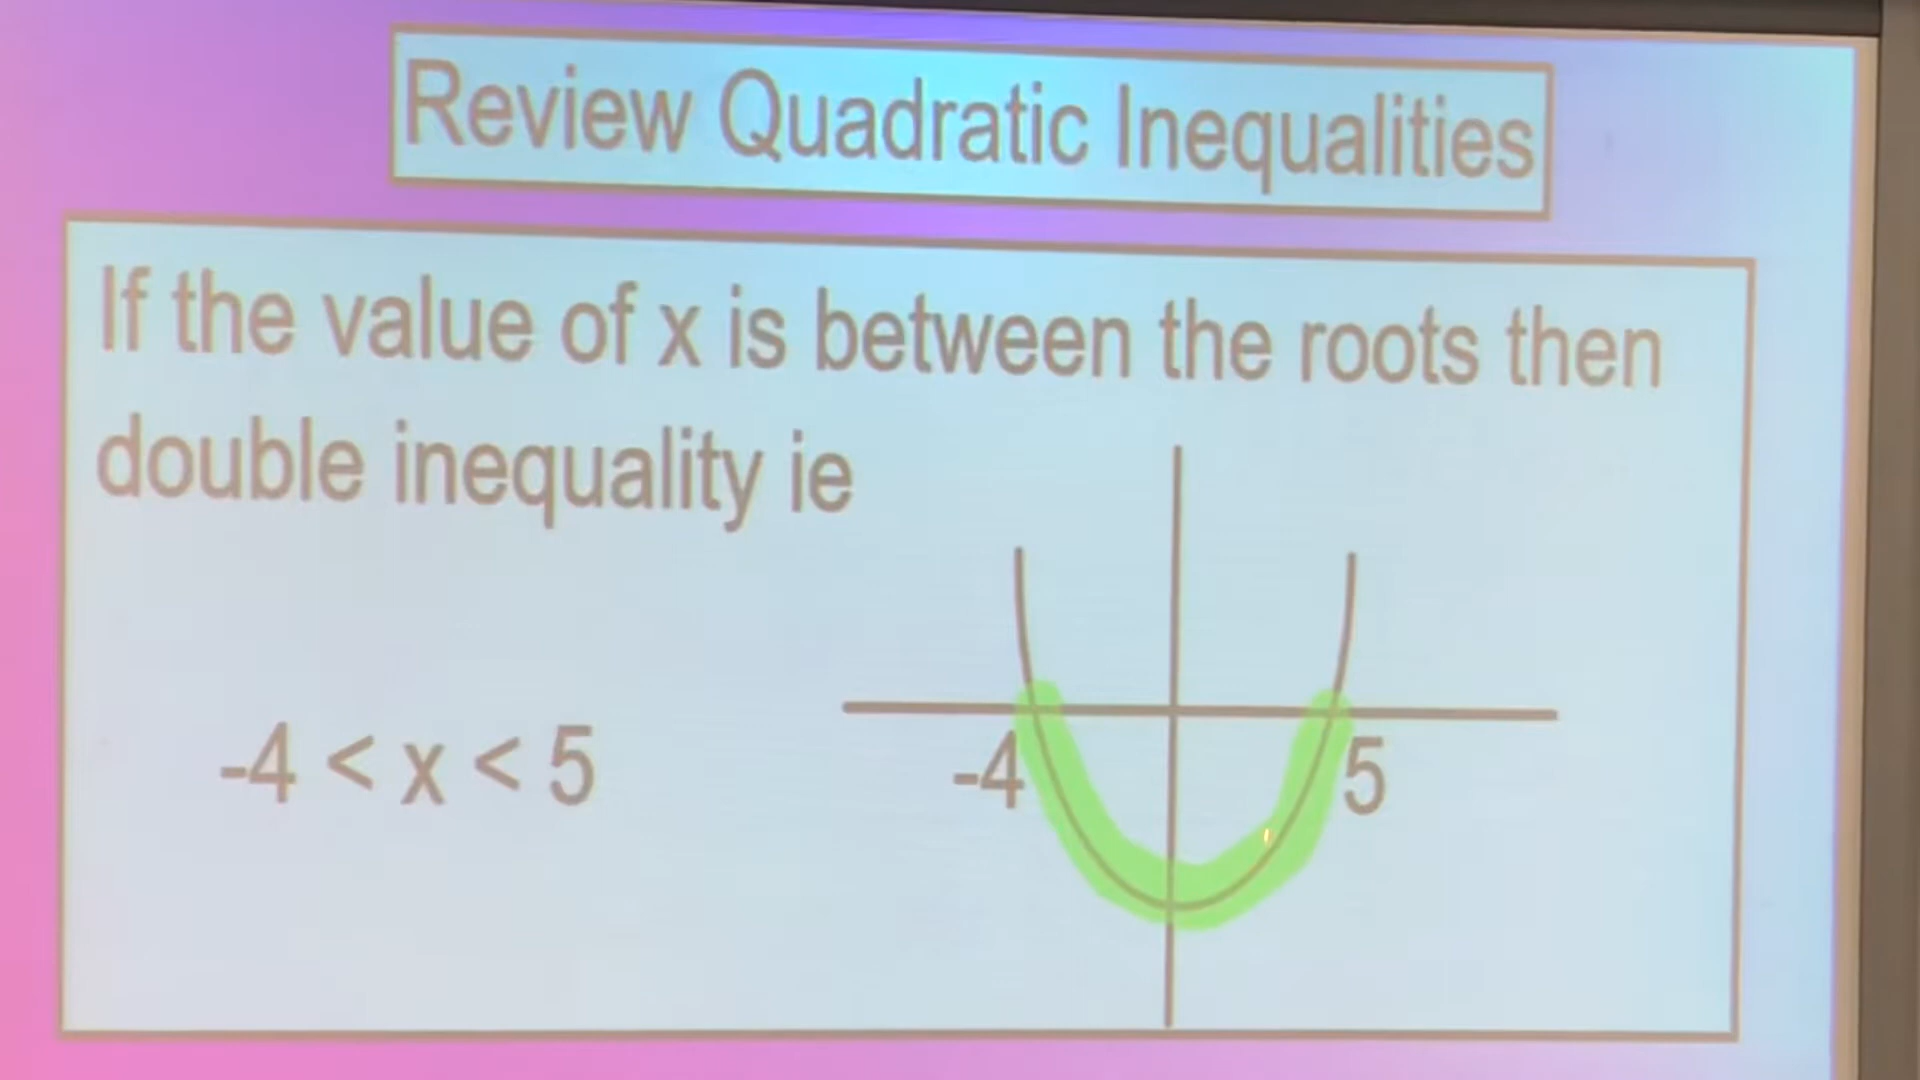 Review Quadratic Inequalities
If the value of x is between the roots then
double inequality ie
-4 < x < 5
-4
5